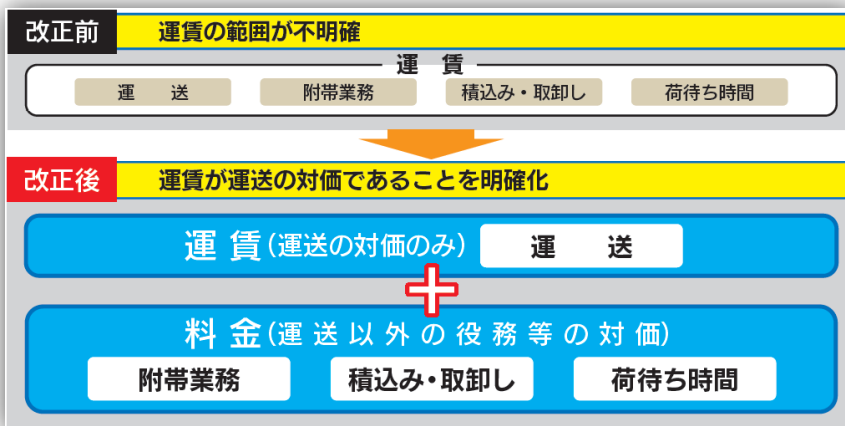 改正前 運賃の範囲が不明確
運 賃
運 送 附帯業務 積込み・取卸し 荷待ち時間
改正後 運賃が運送の対価であることを明確化
運 賃(運送の対価のみ) 運 送
料 金(運 送 以 外 の 役 務 等 の 対 価)
附帯業務 積込み・取卸し 荷待ち時間